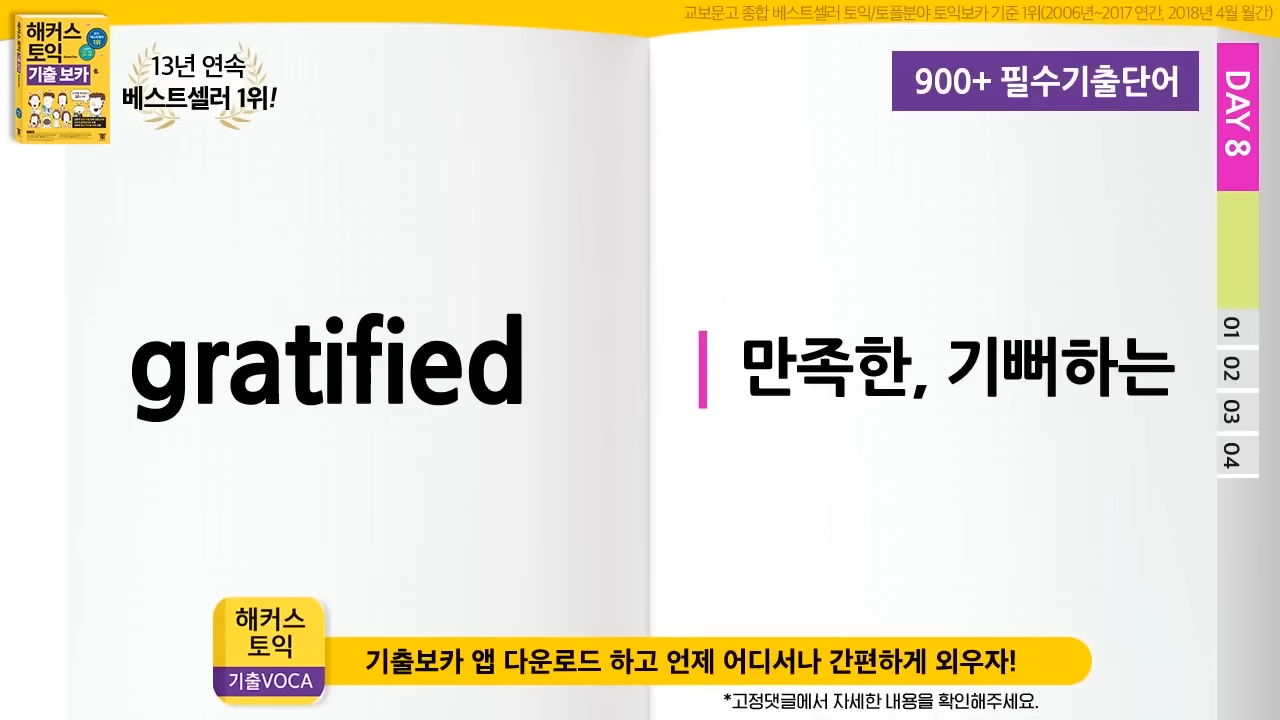 교보문고 종합 베스트셀러 토익/토플분야 토익보카 기준 1위(2006년~2017 연간, 2018년 4월 월간)
해커스
토익
기출 보카
13년 연속
베스트셀러 1위!
900+ 필수기출단어
DAY 8
01
02
03
04
gratified
만족한, 기뻐하는
해커스
토익
기출VOCA
기출보카 앱 다운로드 하고 언제 어디서나 간편하게 외우자!
*고정댓글에서 자세한 내용을 확인해주세요.